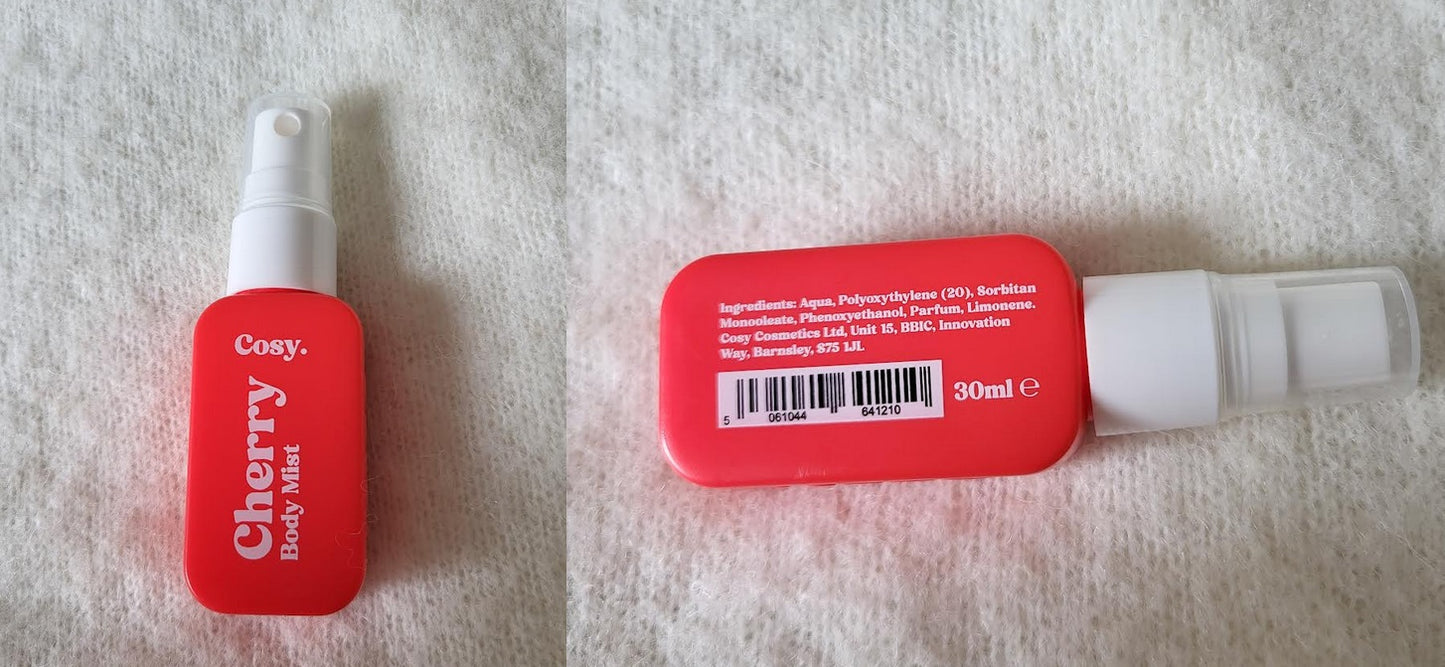 Cosy.
Cherry
Body Mist
Ingredients: Aqua, Polyoxythylene (20), Sorbitan
Monooleate, Phenoxyethanol, Parfum, Limonene.
Cosy Cosmetics Ltd, Unit 15, BBIC, Innovation
Way, Barnsley, S75 1JL
5 061044 641210
30ml ℮